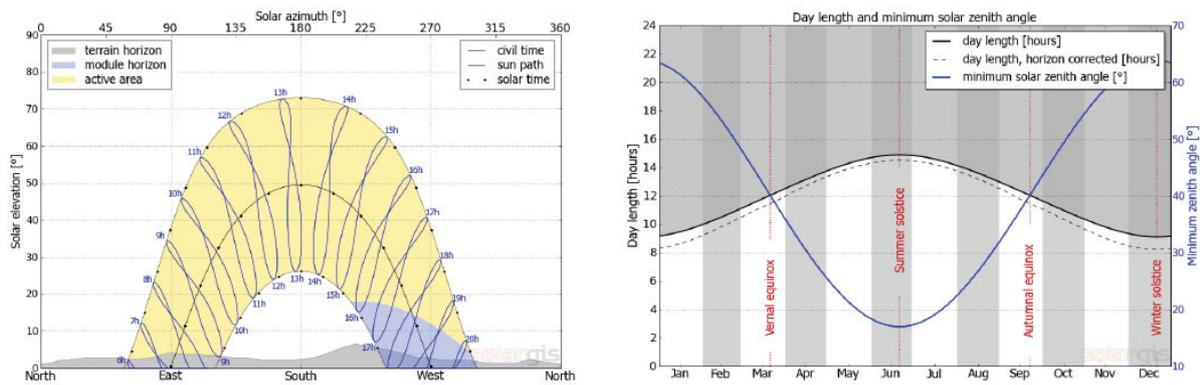 Solar azimuth [°]
0 45 90 135 180 225 270 315 360
Solar elevation [°]
90
80
70
60
50
40
30
20
10
0
terrain horizon
module horizon
active area
civil time
sun path
solar time
13h
12h
14h
11h
15h
10h
16h
9h
17h
8h
18h
7h
19h
6h
20h
12h 13h 14h
11h
15h
10h
16h
9h
17h
solargis
North East South West North
Day length and minimum solar zenith angle
Day length [hours]
24
22
20
18
16
14
12
10
8
6
4
2
0
day length [hours]
day length, horizon corrected [hours]
minimum solar zenith angle [°]
Vernal equinox
Summer solstice
Autumnal equinox
Winter solstice
70
60
50
40
30
20
10
Minimum zenith angle [°]
solargis
Jan Feb Mar Apr May Jun Jul Aug Sep Oct Nov Dec